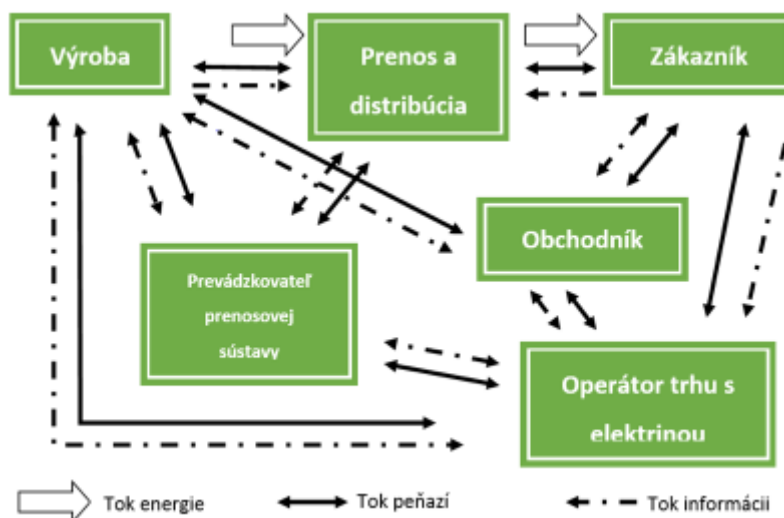 Výroba
Prenos a
distribúcia
Zákazník
Obchodník
Prevádzkovateľ
prenosovej
sústavy
Operátor trhu s
elektrinou
Tok energie
Tok peňazí
Tok informácii